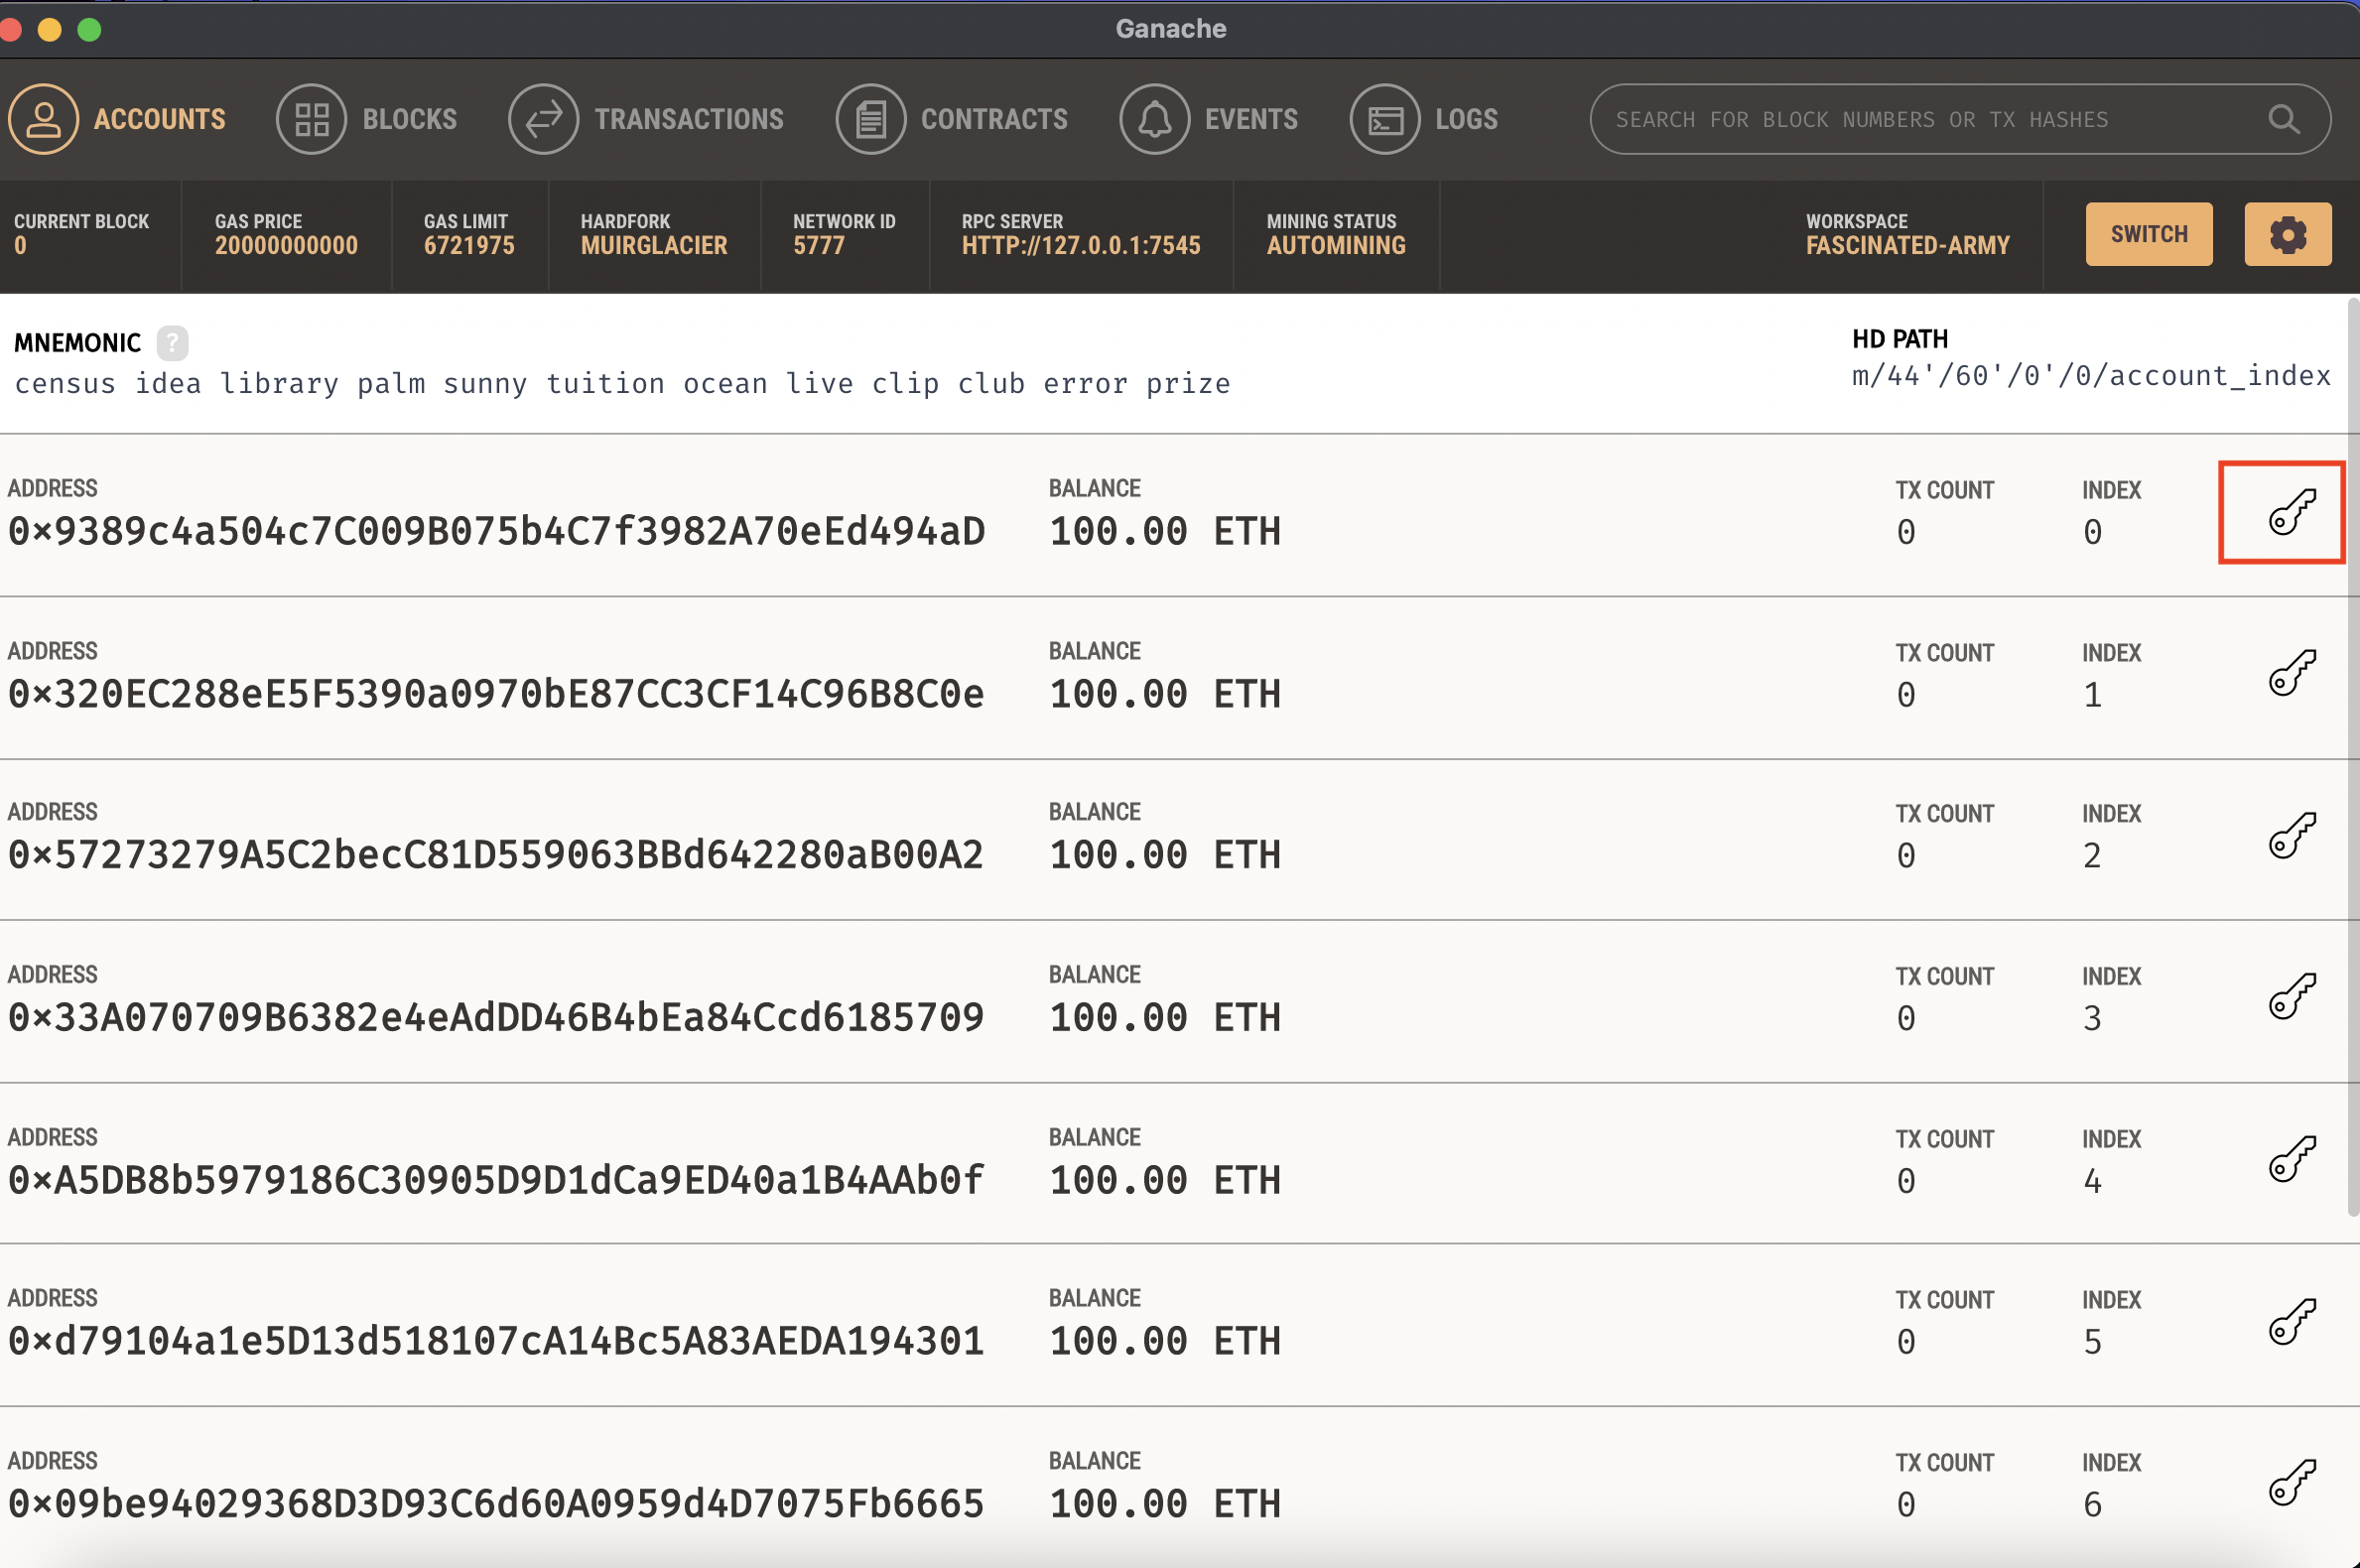 Ganache
ACCOUNTS BLOCKS TRANSACTIONS CONTRACTS EVENTS LOGS SEARCH FOR BLOCK NUMBERS OR TX HASHES
CURRENT BLOCK GAS PRICE GAS LIMIT HARDFORK NETWORK ID RPC SERVER MINING STATUS WORKSPACE
0 20000000000 6721975 MUIRGLACIER 5777 HTTP://127.0.0.1:7545 AUTOMINING FASCINATED-ARMY SWITCH
MNEMONIC ? HD PATH
census idea library palm sunny tuition ocean live clip club error prize m/44'/60'/0'/0/account_index
ADDRESS BALANCE TX COUNT INDEX
0×9389c4a504c7C009B075b4C7f3982A70eEd494aD 100.00 ETH 0 0
ADDRESS BALANCE TX COUNT INDEX
0×320EC288eE5F5390a0970bE87CC3CF14C96B8C0e 100.00 ETH 0 1
ADDRESS BALANCE TX COUNT INDEX
0×57273279A5C2becC81D559063BBd642280aB00A2 100.00 ETH 0 2
ADDRESS BALANCE TX COUNT INDEX
0×33A070709B6382e4eAdDD46B4bEa84Ccd6185709 100.00 ETH 0 3
ADDRESS BALANCE TX COUNT INDEX
0×A5DB8b5979186C30905D9D1dCa9ED40a1B4AAb0f 100.00 ETH 0 4
ADDRESS BALANCE TX COUNT INDEX
0×d79104a1e5D13d518107cA14Bc5A83AEDA194301 100.00 ETH 0 5
ADDRESS BALANCE TX COUNT INDEX
0×09be94029368D3D93C6d60A0959d4D7075Fb6665 100.00 ETH 0 6